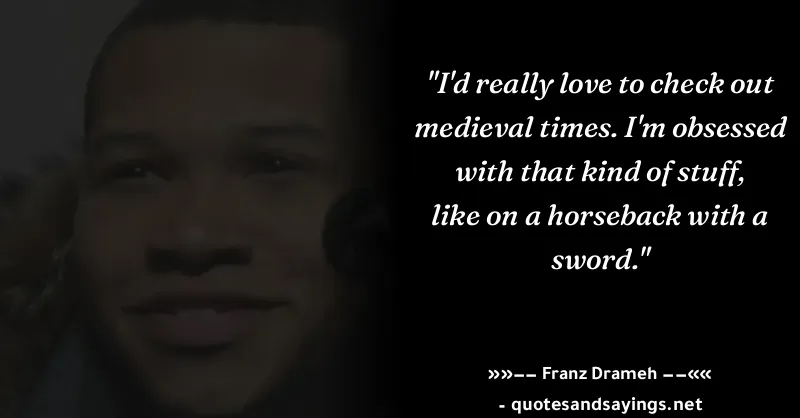 "I'd really love to check out
medieval times. I'm obsessed
with that kind of stuff,
like on a horseback with a
sword."
»»−− Franz Drameh −−««
- quotesandsayings.net